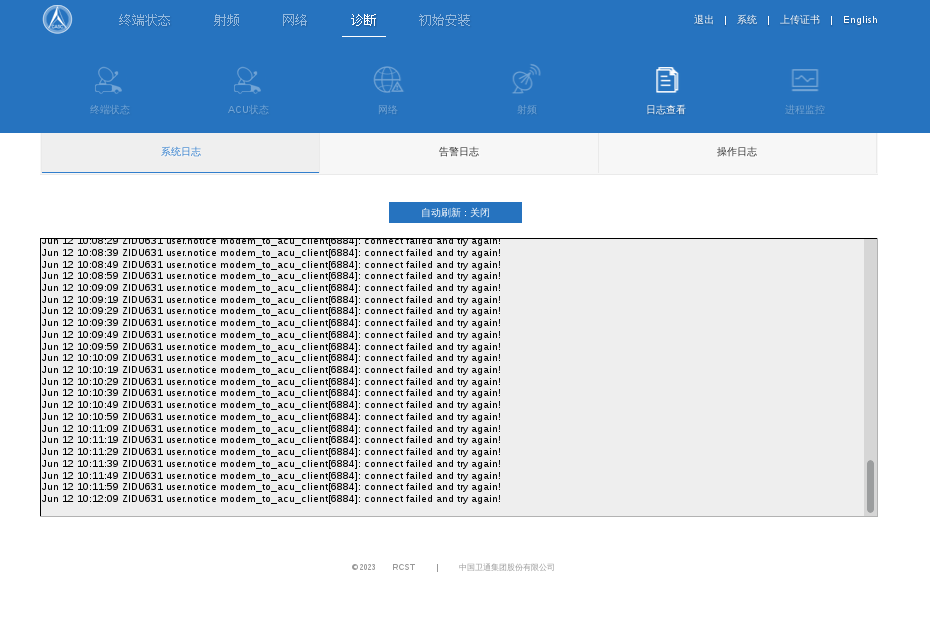 终端状态 射频 网络 诊断 初始安装 退出 | 系统 | 上传证书 | English
终端状态 ACU状态 网络 射频 日志查看 进程监控
系统日志 告警日志 操作日志
自动刷新 : 关闭
Jun 12 10:08:29 ZIDU631 user.notice modem_to_acu_client[6884]: connect failed and try again!
Jun 12 10:08:39 ZIDU631 user.notice modem_to_acu_client[6884]: connect failed and try again!
Jun 12 10:08:49 ZIDU631 user.notice modem_to_acu_client[6884]: connect failed and try again!
Jun 12 10:08:59 ZIDU631 user.notice modem_to_acu_client[6884]: connect failed and try again!
Jun 12 10:09:09 ZIDU631 user.notice modem_to_acu_client[6884]: connect failed and try again!
Jun 12 10:09:19 ZIDU631 user.notice modem_to_acu_client[6884]: connect failed and try again!
Jun 12 10:09:29 ZIDU631 user.notice modem_to_acu_client[6884]: connect failed and try again!
Jun 12 10:09:39 ZIDU631 user.notice modem_to_acu_client[6884]: connect failed and try again!
Jun 12 10:09:49 ZIDU631 user.notice modem_to_acu_client[6884]: connect failed and try again!
Jun 12 10:09:59 ZIDU631 user.notice modem_to_acu_client[6884]: connect failed and try again!
Jun 12 10:10:09 ZIDU631 user.notice modem_to_acu_client[6884]: connect failed and try again!
Jun 12 10:10:19 ZIDU631 user.notice modem_to_acu_client[6884]: connect failed and try again!
Jun 12 10:10:29 ZIDU631 user.notice modem_to_acu_client[6884]: connect failed and try again!
Jun 12 10:10:39 ZIDU631 user.notice modem_to_acu_client[6884]: connect failed and try again!
Jun 12 10:10:49 ZIDU631 user.notice modem_to_acu_client[6884]: connect failed and try again!
Jun 12 10:10:59 ZIDU631 user.notice modem_to_acu_client[6884]: connect failed and try again!
Jun 12 10:11:09 ZIDU631 user.notice modem_to_acu_client[6884]: connect failed and try again!
Jun 12 10:11:19 ZIDU631 user.notice modem_to_acu_client[6884]: connect failed and try again!
Jun 12 10:11:29 ZIDU631 user.notice modem_to_acu_client[6884]: connect failed and try again!
Jun 12 10:11:39 ZIDU631 user.notice modem_to_acu_client[6884]: connect failed and try again!
Jun 12 10:11:49 ZIDU631 user.notice modem_to_acu_client[6884]: connect failed and try again!
Jun 12 10:11:59 ZIDU631 user.notice modem_to_acu_client[6884]: connect failed and try again!
Jun 12 10:12:09 ZIDU631 user.notice modem_to_acu_client[6884]: connect failed and try again!
©2023 RCST | 中国卫通集团股份有限公司